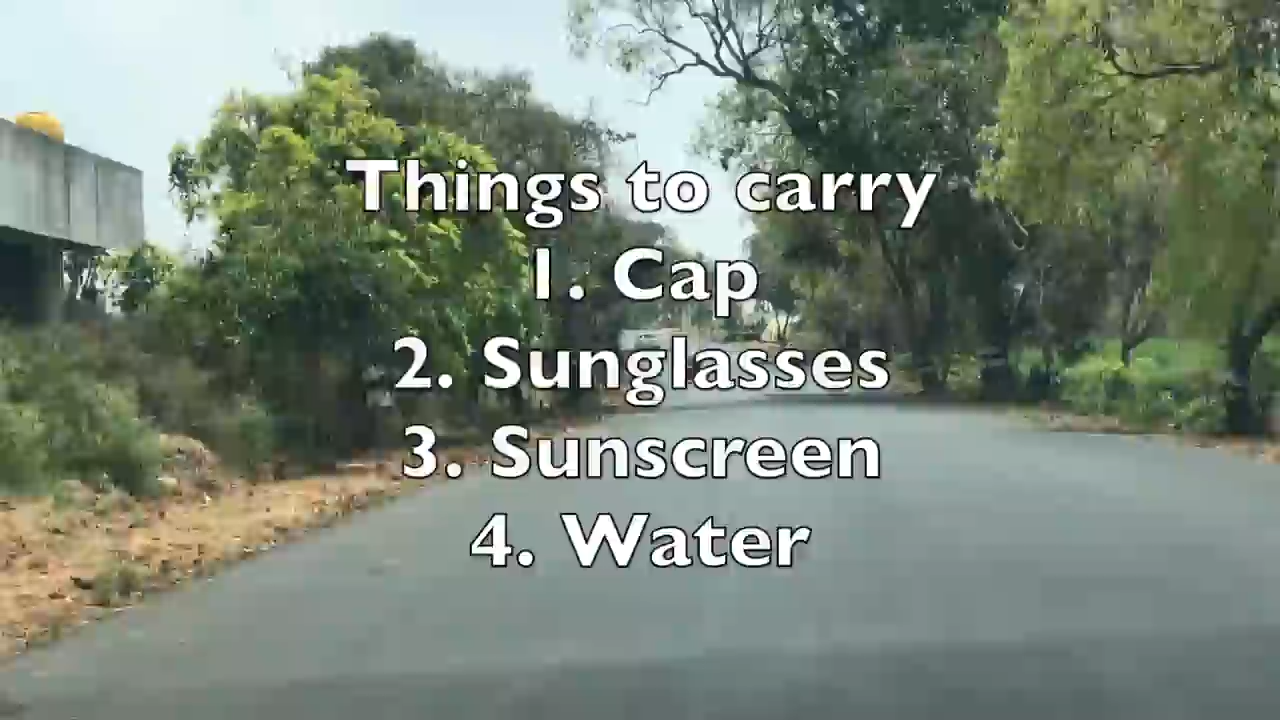 Things to carry
1. Cap
2. Sunglasses
3. Sunscreen
4. Water